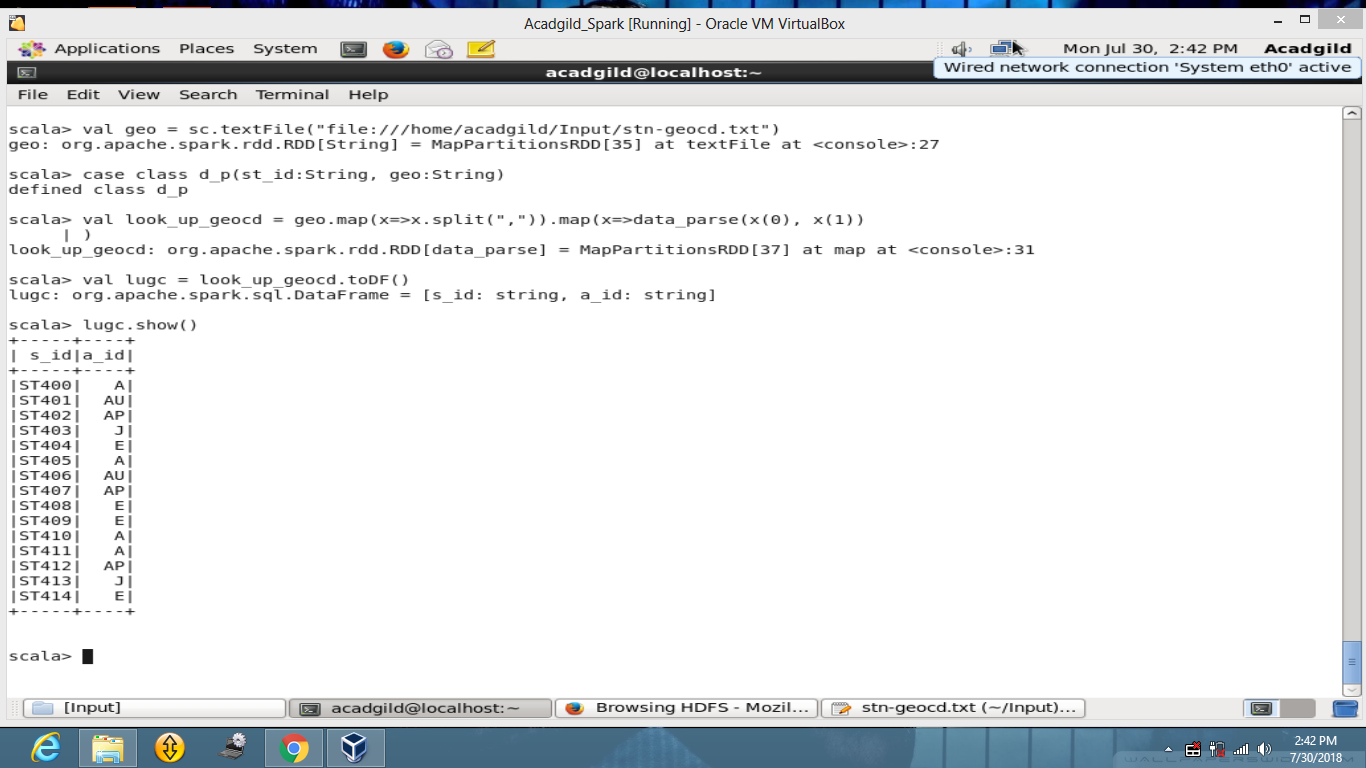 Acadgild_Spark [Running] - Oracle VM VirtualBox
Applications Places System Mon Jul 30, 2:42 PM Acadgild
acadgild@localhost:~
Wired network connection 'System eth0' active
File Edit View Search Terminal Help
scala> val geo = sc.textFile("file:///home/acadgild/Input/stn-geocd.txt")
geo: org.apache.spark.rdd.RDD[String] = MapPartitionsRDD[35] at textFile at <console>:27
scala> case class d_p(st_id:String, geo:String)
defined class d_p
scala> val look_up_geocd = geo.map(x=>x.split(",")).map(x=>data_parse(x(0), x(1))
| )
look_up_geocd: org.apache.spark.rdd.RDD[data_parse] = MapPartitionsRDD[37] at map at <console>:31
scala> val lugc = look_up_geocd.toDF()
lugc: org.apache.spark.sql.DataFrame = [s_id: string, a_id: string]
scala> lugc.show()
+-----+----+
| s_id|a_id|
+-----+----+
|ST400|   A|
|ST401|  AU|
|ST402|  AP|
|ST403|   J|
|ST404|   E|
|ST405|   A|
|ST406|  AU|
|ST407|  AP|
|ST408|   E|
|ST409|   E|
|ST410|   A|
|ST411|   A|
|ST412|  AP|
|ST413|   J|
|ST414|   E|
+-----+----+
scala>
[Input] acadgild@localhost:~ Browsing HDFS - Mozil... stn-geocd.txt (~/Input)...
2:42 PM
7/30/2018